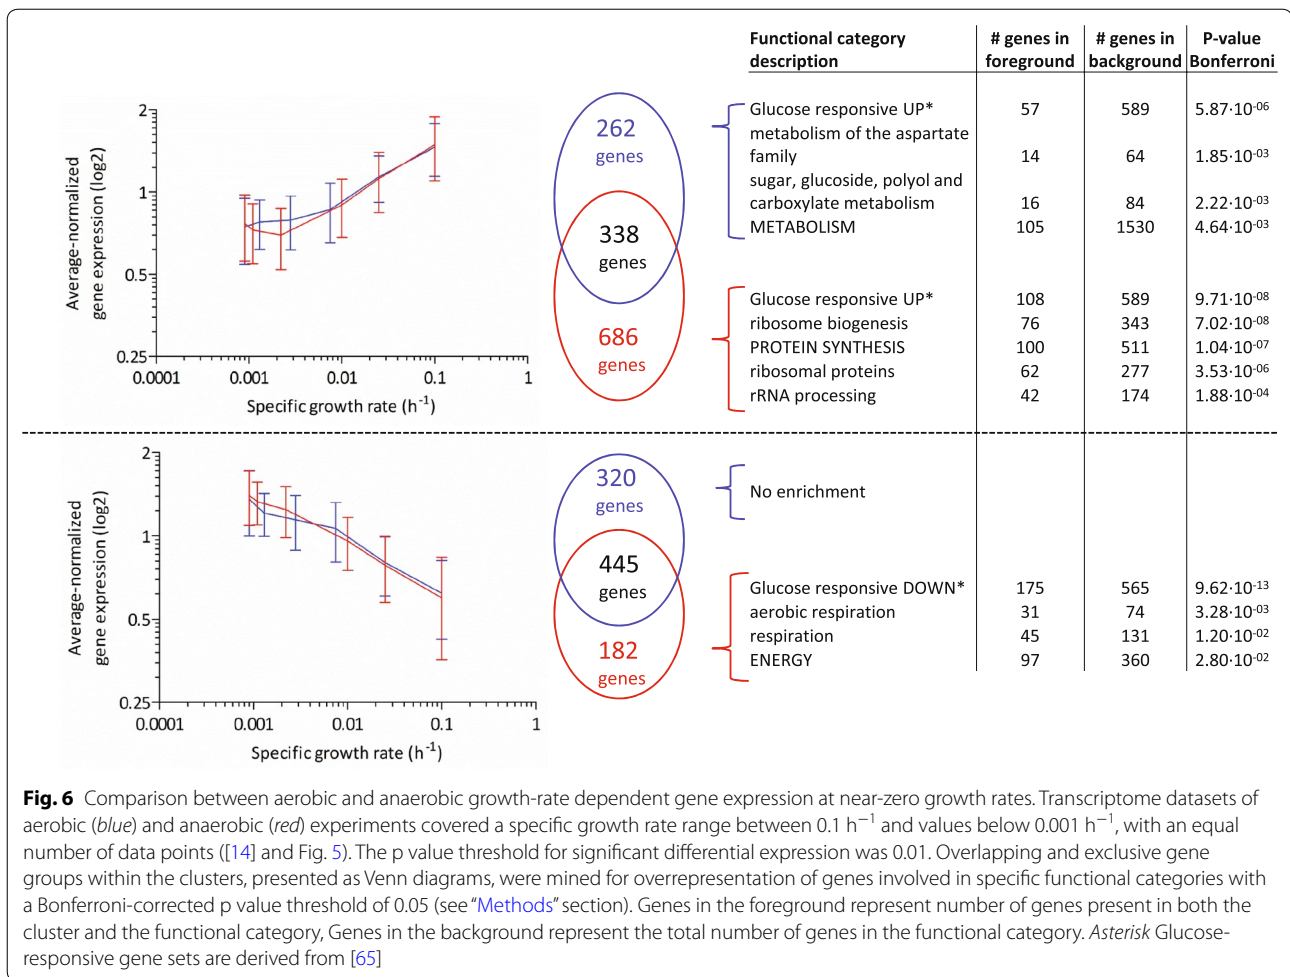 Functional category description
# genes in foreground
# genes in background
P-value Bonferroni
2
1
0.5
0.25
0.0001 0.001 0.01 0.1 1
Average-normalized
gene expression (log2)
Specific growth rate (h-1)
262
genes
338
genes
686
genes
Glucose responsive UP* 57 589 5.87·10-06
metabolism of the aspartate
family 14 64 1.85·10-03
sugar, glucoside, polyol and
carboxylate metabolism 16 84 2.22·10-03
METABOLISM 105 1530 4.64·10-03
Glucose responsive UP* 108 589 9.71·10-08
ribosome biogenesis 76 343 7.02·10-08
PROTEIN SYNTHESIS 100 511 1.04·10-07
ribosomal proteins 62 277 3.53·10-06
rRNA processing 42 174 1.88·10-04
2
1
0.5
0.25
0.0001 0.001 0.01 0.1 1
Average-normalized
gene expression (log2)
Specific growth rate (h-1)
320
genes
445
genes
182
genes
No enrichment
Glucose responsive DOWN* 175 565 9.62·10-13
aerobic respiration 31 74 3.28·10-03
respiration 45 131 1.20·10-02
ENERGY 97 360 2.80·10-02
Fig. 6 Comparison between aerobic and anaerobic growth-rate dependent gene expression at near-zero growth rates. Transcriptome datasets of
aerobic (blue) and anaerobic (red) experiments covered a specific growth rate range between 0.1 h−1 and values below 0.001 h−1, with an equal
number of data points ([14] and Fig. 5). The p value threshold for significant differential expression was 0.01. Overlapping and exclusive gene
groups within the clusters, presented as Venn diagrams, were mined for overrepresentation of genes involved in specific functional categories with
a Bonferroni-corrected p value threshold of 0.05 (see “Methods” section). Genes in the foreground represent number of genes present in both the
cluster and the functional category, Genes in the background represent the total number of genes in the functional category. Asterisk Glucose-
responsive gene sets are derived from [65]